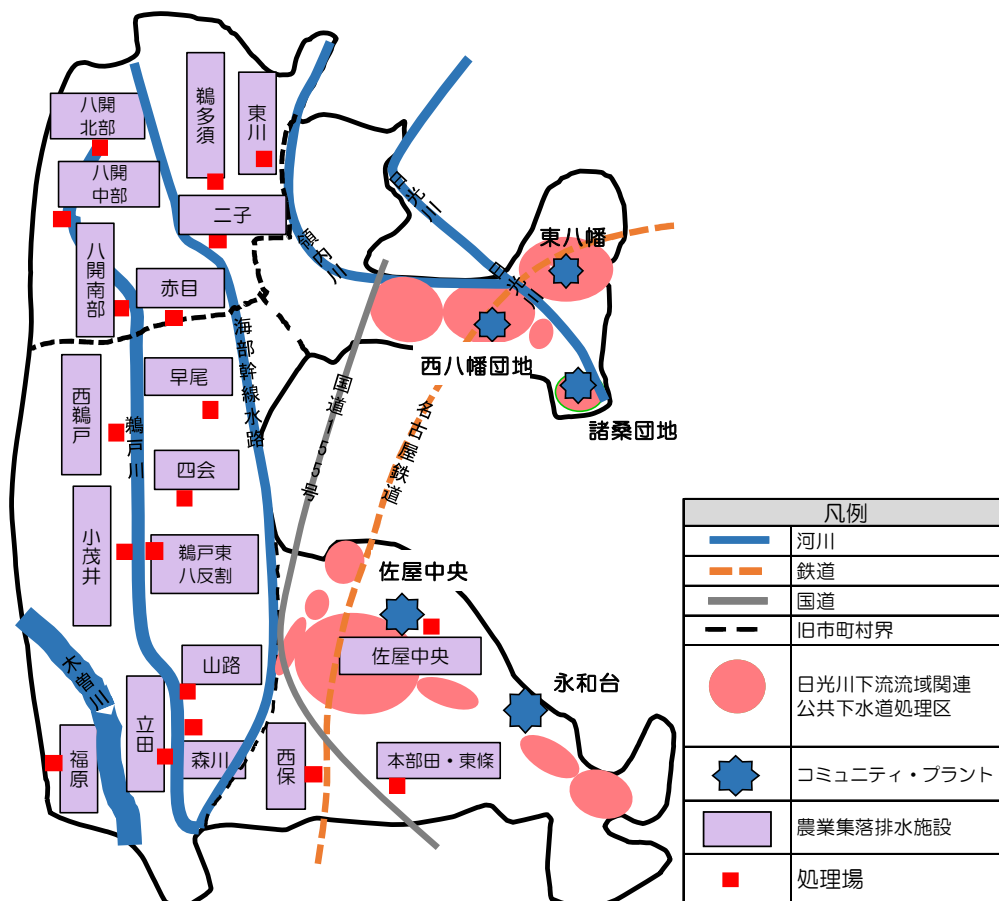 八開
北部
鵜多須
東川
八開
中部
二子
日光川
東八幡
領内川
八開南部
赤目
日光川
海部幹線水路
西八幡団地
早尾
国道155号
西鵜戸
鵜戸川
名古屋鉄道
諸桑団地
四会
小茂井
鵜戸東
八反割
佐屋中央
佐屋中央
山路
木曽川
永和台
立田
福原
森川
西保
本部田・東條
凡例
河川
鉄道
国道
旧市町村界
日光川下流流域関連
公共下水道処理区
コミュニティ・プラント
農業集落排水施設
処理場